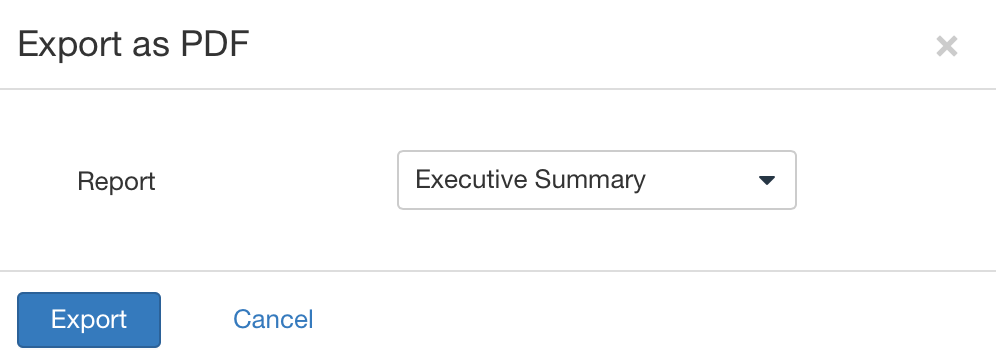 Export as PDF
Report
Executive Summary
Export
Cancel